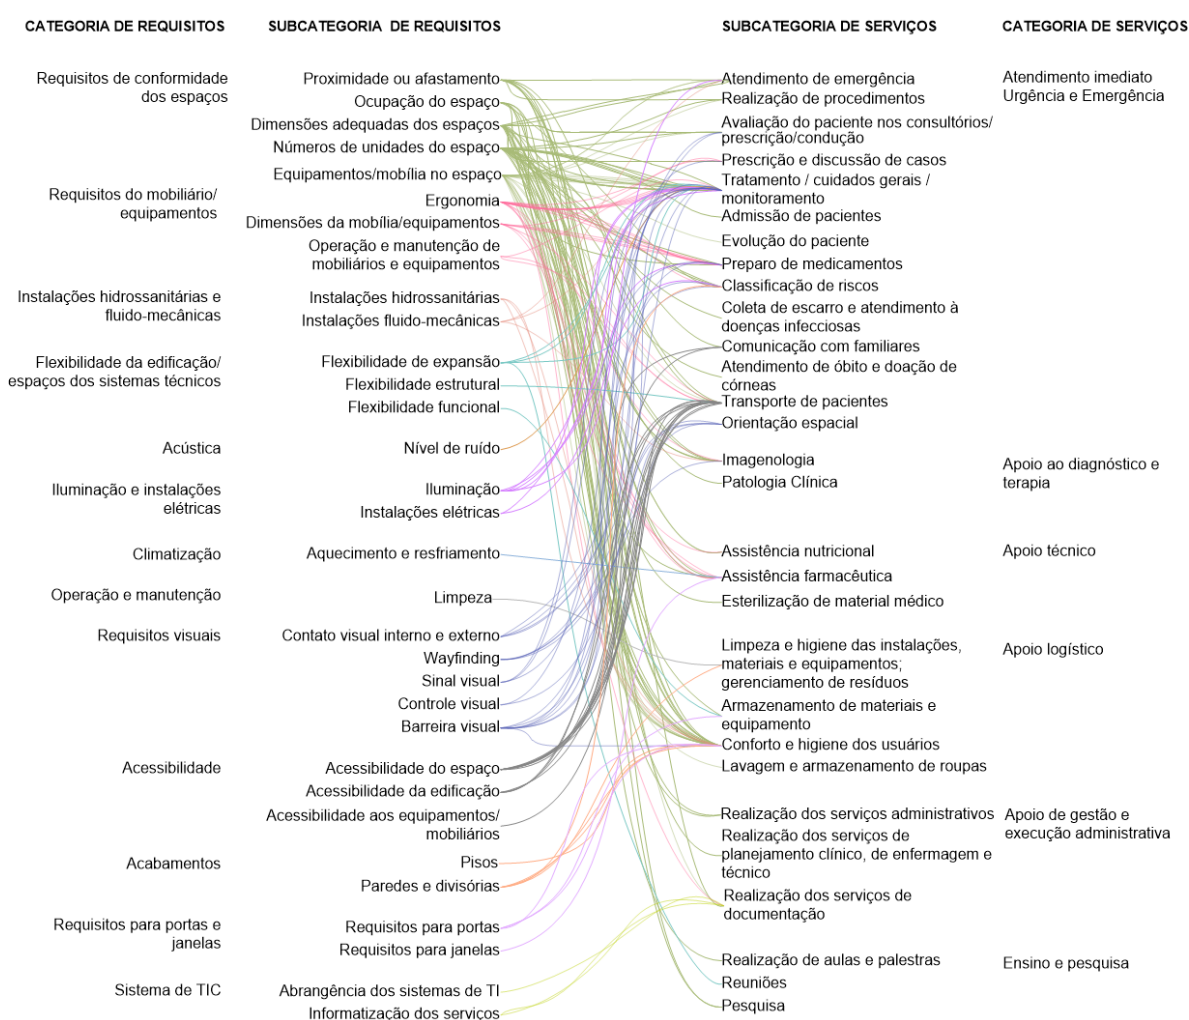 CATEGORIA DE REQUISITOS
SUBCATEGORIA DE REQUISITOS
SUBCATEGORIA DE SERVIÇOS
CATEGORIA DE SERVIÇOS
Requisitos de conformidade
dos espaços
Requisitos do mobiliário/
equipamentos
Instalações hidrossanitárias e
fluido-mecânicas
Flexibilidade da edificação/
espaços dos sistemas técnicos
Acústica
Iluminação e instalações
elétricas
Climatização
Operação e manutenção
Requisitos visuais
Acessibilidade
Acabamentos
Requisitos para portas e
janelas
Sistema de TIC
Proximidade ou afastamento
Ocupação do espaço
Dimensões adequadas dos espaços
Números de unidades do espaço
Equipamentos/mobília no espaço
Ergonomia
Dimensões da mobília/equipamentos
Operação e manutenção de
mobiliários e equipamentos
Instalações hidrossanitárias
Instalações fluido-mecânicas
Flexibilidade de expansão
Flexibilidade estrutural
Flexibilidade funcional
Nível de ruído
Iluminação
Instalações elétricas
Aquecimento e resfriamento
Limpeza
Contato visual interno e externo
Wayfinding
Sinal visual
Controle visual
Barreira visual
Acessibilidade do espaço
Acessibilidade da edificação
Acessibilidade aos equipamentos/
mobiliários
Pisos
Paredes e divisórias
Requisitos para portas
Requisitos para janelas
Abrangência dos sistemas de TI
Informatização dos serviços
Atendimento de emergência
Realização de procedimentos
Avaliação do paciente nos consultórios/
prescrição/condução
Prescrição e discussão de casos
Tratamento / cuidados gerais /
monitoramento
Admissão de pacientes
Evolução do paciente
Preparo de medicamentos
Classificação de riscos
Coleta de escarro e atendimento à
doenças infecciosas
Comunicação com familiares
Atendimento de óbito e doação de
córneas
Transporte de pacientes
Orientação espacial
Imagenologia
Patologia Clínica
Assistência nutricional
Assistência farmacêutica
Esterilização de material médico
Limpeza e higiene das instalações,
materiais e equipamentos;
gerenciamento de resíduos
Armazenamento de materiais e
equipamento
Conforto e higiene dos usuários
Lavagem e armazenamento de roupas
Realização dos serviços administrativos
Realização dos serviços de
planejamento clínico, de enfermagem e
técnico
Realização dos serviços de
documentação
Realização de aulas e palestras
Reuniões
Pesquisa
Atendimento imediato
Urgência e Emergência
Apoio ao diagnóstico e
terapia
Apoio técnico
Apoio logístico
Apoio de gestão e
execução administrativa
Ensino e pesquisa